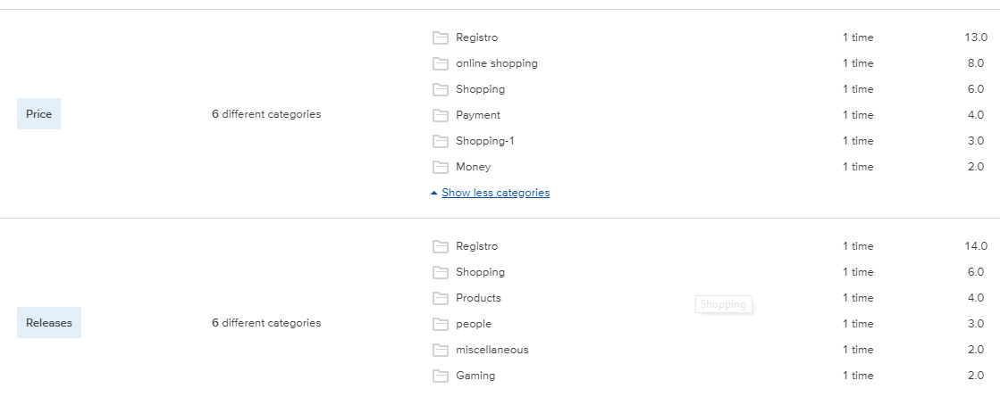 Registro 1 time 13.0
online shopping 1 time 8.0
Shopping 1 time 6.0
Price 6 different categories Payment 1 time 4.0
Shopping-1 1 time 3.0
Money 1 time 2.0
Show less categories
Registro 1 time 14.0
Shopping 1 time 6.0
Products 1 time 4.0
Shopping
Releases 6 different categories people 1 time 3.0
miscellaneous 1 time 2.0
Gaming 1 time 2.0